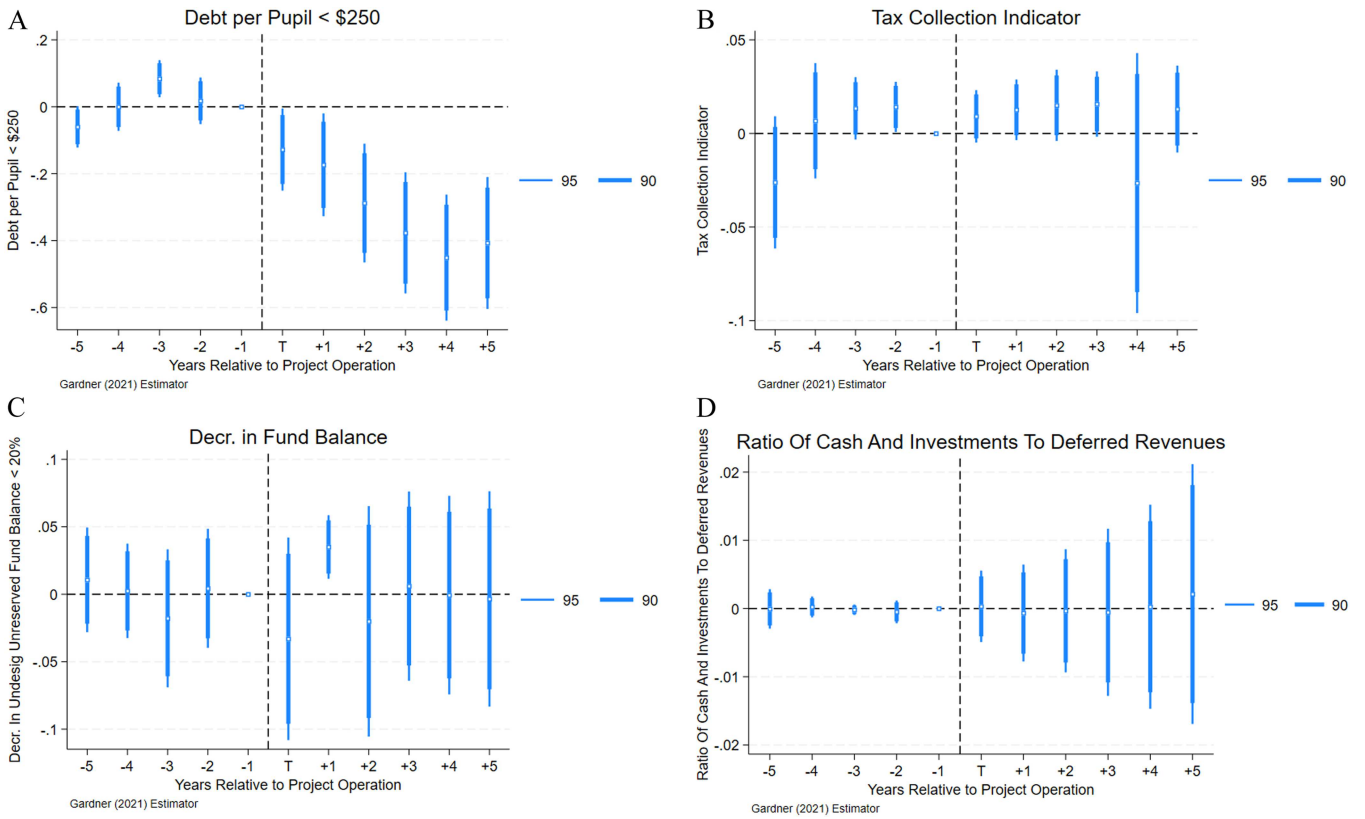 A
Debt per Pupil < $250
Debt per Pupil < $250
.2
0
-.2
-.4
-.6
-5 -4 -3 -2 -1 T +1 +2 +3 +4 +5
Years Relative to Project Operation
Gardner (2021) Estimator
95 90
B
Tax Collection Indicator
Tax Collection Indicator
.05
0
-.05
-.1
-5 -4 -3 -2 -1 T +1 +2 +3 +4 +5
Years Relative to Project Operation
Gardner (2021) Estimator
95 90
C
Decr. in Fund Balance
Decr. In Undesig Unreserved Fund Balance < 20%
.1
.05
0
-.05
-.1
-5 -4 -3 -2 -1 T +1 +2 +3 +4 +5
Years Relative to Project Operation
Gardner (2021) Estimator
95 90
D
Ratio Of Cash And Investments To Deferred Revenues
Ratio Of Cash And Investments To Deferred Revenues
.02
.01
0
-.01
-.02
-5 -4 -3 -2 -1 T +1 +2 +3 +4 +5
Years Relative to Project Operation
Gardner (2021) Estimator
95 90